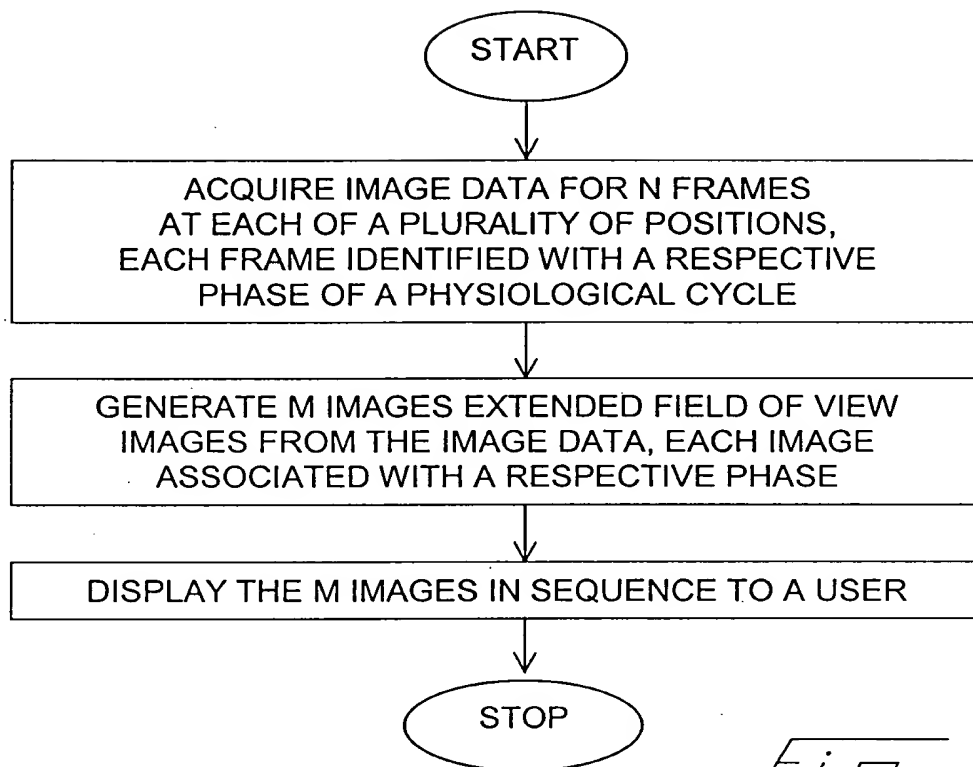 START
ACQUIRE IMAGE DATA FOR N FRAMES
AT EACH OF A PLURALITY OF POSITIONS,
EACH FRAME IDENTIFIED WITH A RESPECTIVE
PHASE OF A PHYSIOLOGICAL CYCLE
GENERATE M IMAGES EXTENDED FIELD OF VIEW
IMAGES FROM THE IMAGE DATA, EACH IMAGE
ASSOCIATED WITH A RESPECTIVE PHASE
DISPLAY THE M IMAGES IN SEQUENCE TO A USER
STOP